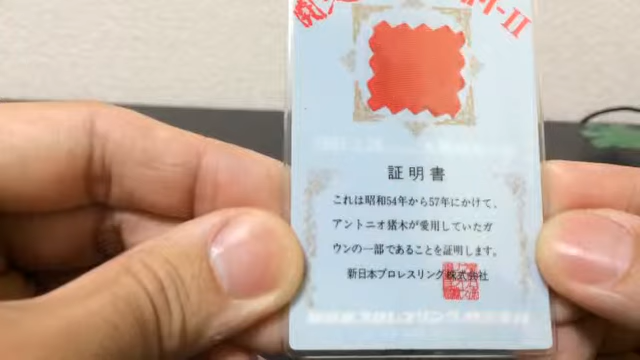 証明書
これは昭和54年から57年にかけて、
アントニオ猪木が愛用していたガ
ウンの一部であることを証明します。
新日本プロレスリング株式会社